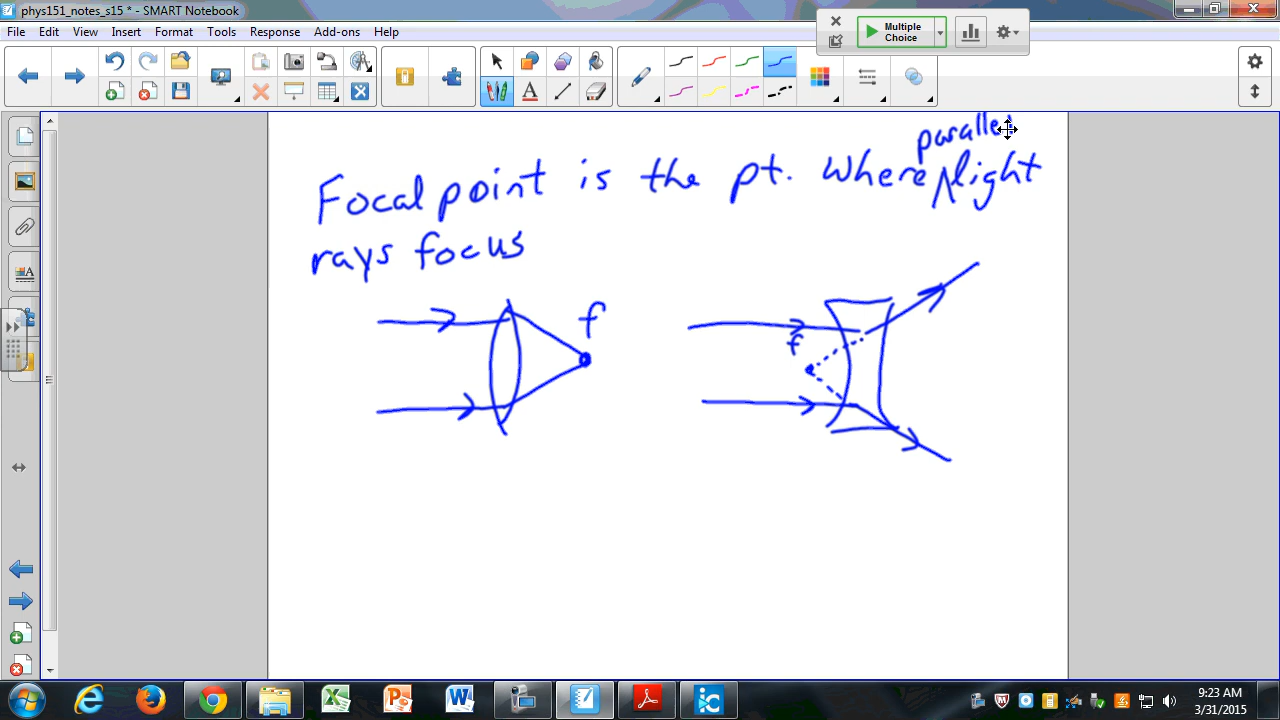 phys151_notes_s15 * - SMART Notebook
File Edit View Insert Format Tools Response Add-ons Help
Multiple
Choice
parallel
Focal point is the pt. where light
rays focus
f
f
9:23 AM
3/31/2015